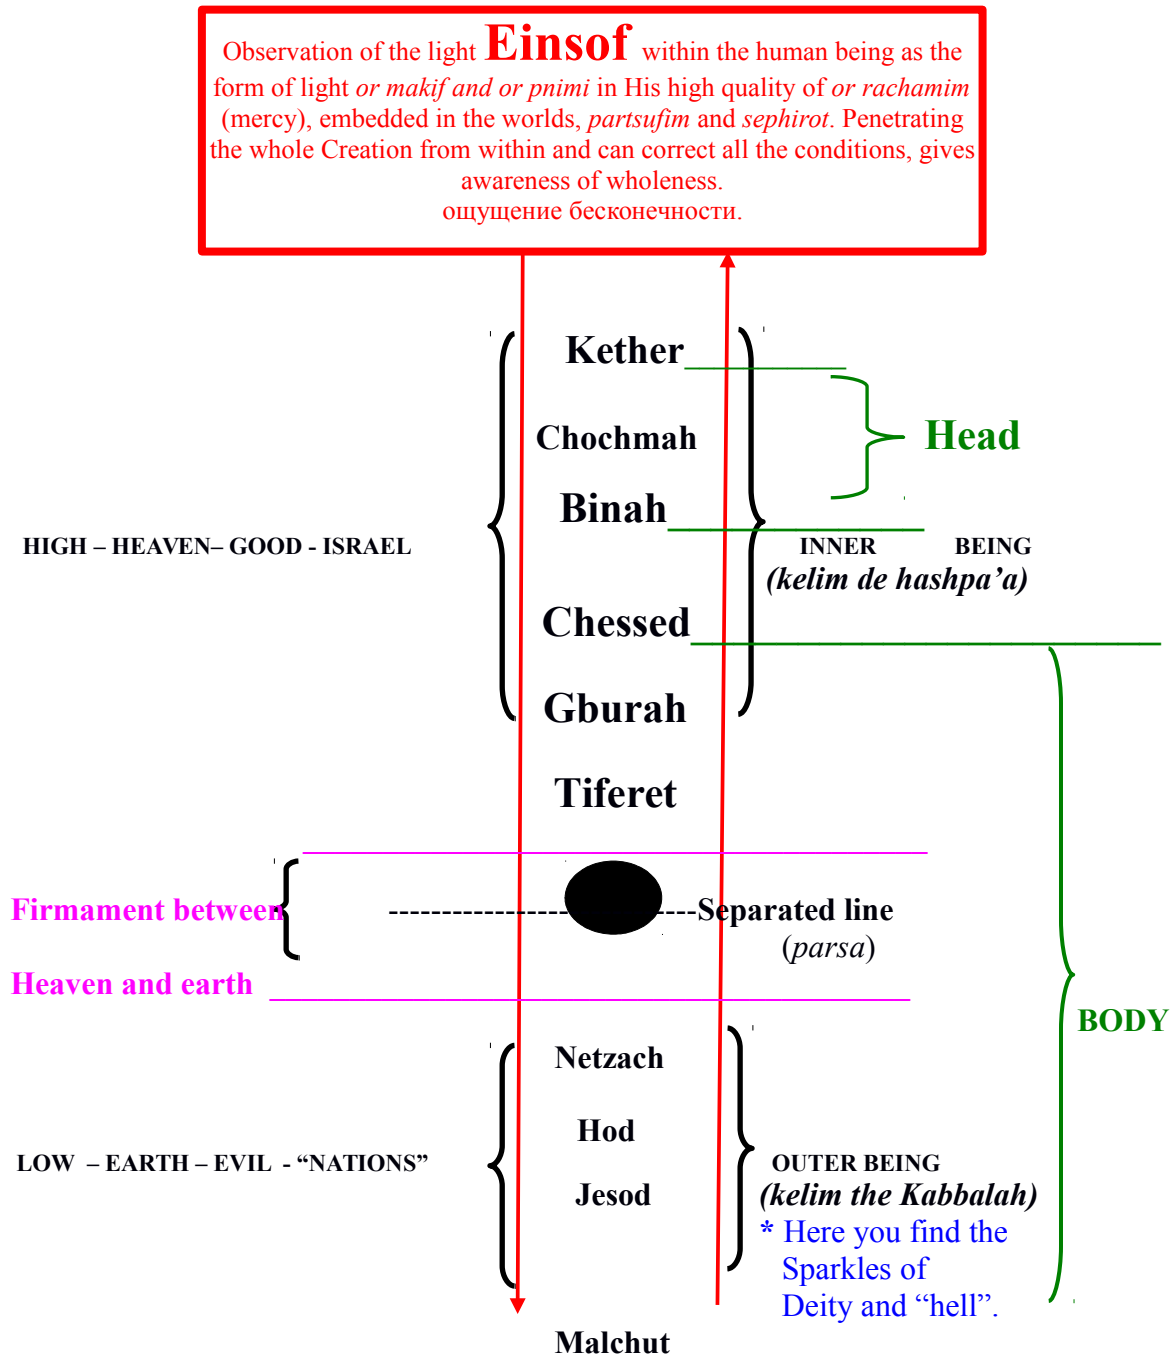 Observation of the light Einsof within the human being as the
form of light or makif and or pnimi in His high quality of or rachamim
(mercy), embedded in the worlds, partsufim and sephirot. Penetrating
the whole Creation from within and can correct all the conditions, gives
awareness of wholeness.
ощущение бесконечности.
Kether
Chochmah
Head
Binah
HIGH – HEAVEN– GOOD - ISRAEL
INNER BEING
(kelim de hashpa’a)
Chessed
Gburah
Tiferet
Firmament between
Separated line
(parsa)
Heaven and earth
BODY
Netzach
Hod
LOW – EARTH – EVIL - “NATIONS”
OUTER BEING
Jesod
(kelim the Kabbalah)
* Here you find the
Sparkles of
Deity and “hell”.
Malchut